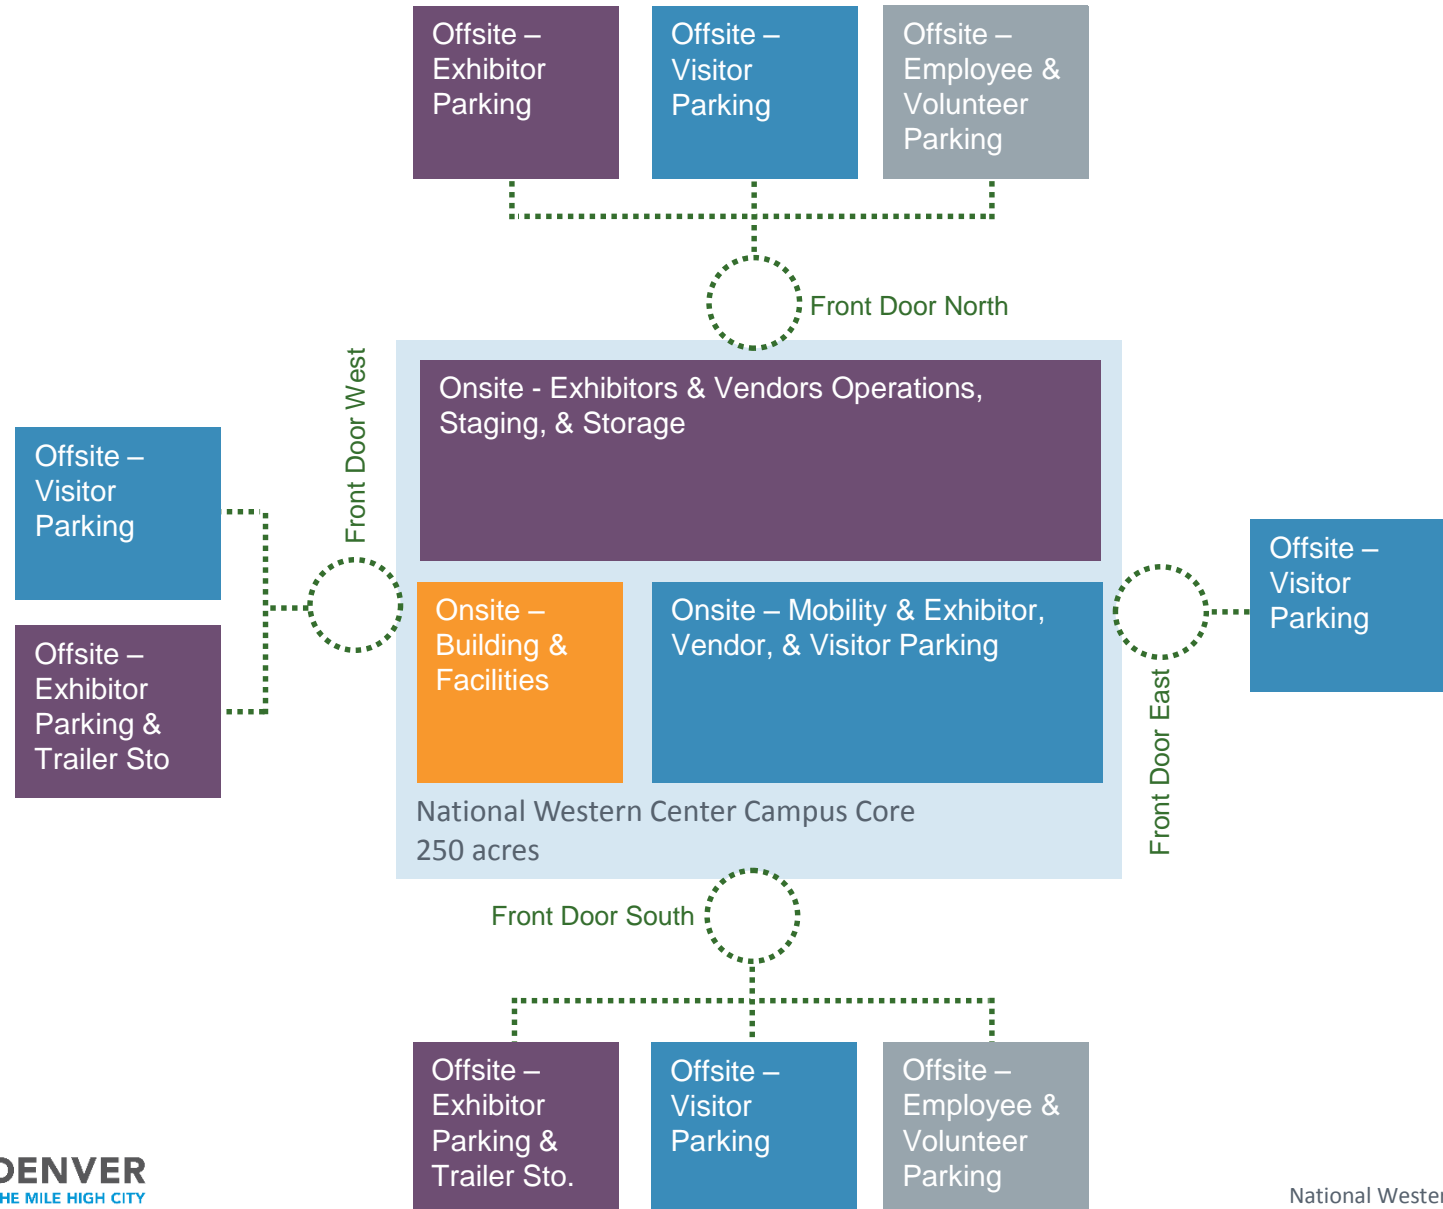 Offsite –
Exhibitor
Parking
Offsite –
Visitor
Parking
Offsite –
Employee &
Volunteer
Parking
Front Door North
Front Door West
Onsite - Exhibitors & Vendors Operations,
Staging, & Storage
Offsite –
Visitor
Parking
Offsite –
Exhibitor
Parking &
Trailer Sto
Onsite –
Building &
Facilities
Onsite – Mobility & Exhibitor,
Vendor, & Visitor Parking
Offsite –
Visitor
Parking
Front Door East
National Western Center Campus Core
250 acres
Front Door South
Offsite –
Exhibitor
Parking &
Trailer Sto.
Offsite –
Visitor
Parking
Offsite –
Employee &
Volunteer
Parking
DENVER
THE MILE HIGH CITY
National Wester